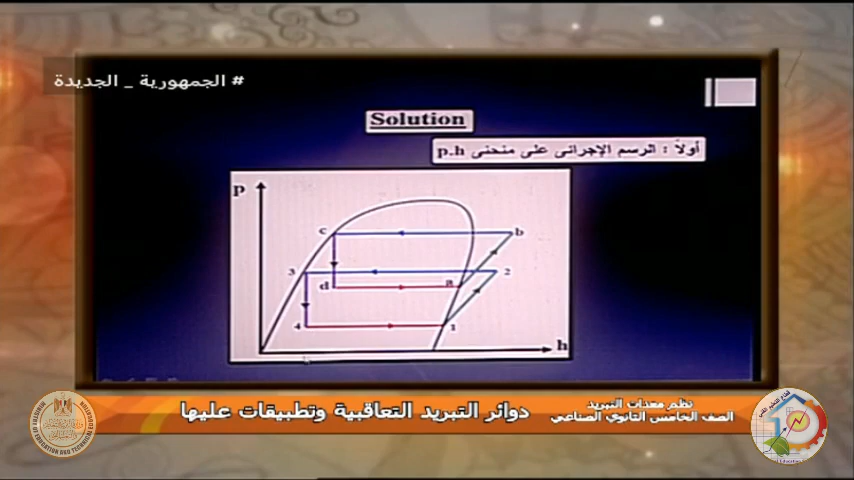 # الجمهورية _ الجديدة
Solution
أولاً : الرسم الإجرائى على منحنى p.h
P
c
b
3
2
d
a
4
1
h
نظم معدات التبريد
الصف الخامس الثانوي الصناعي
دوائر التبريد التعاقبية وتطبيقات عليها